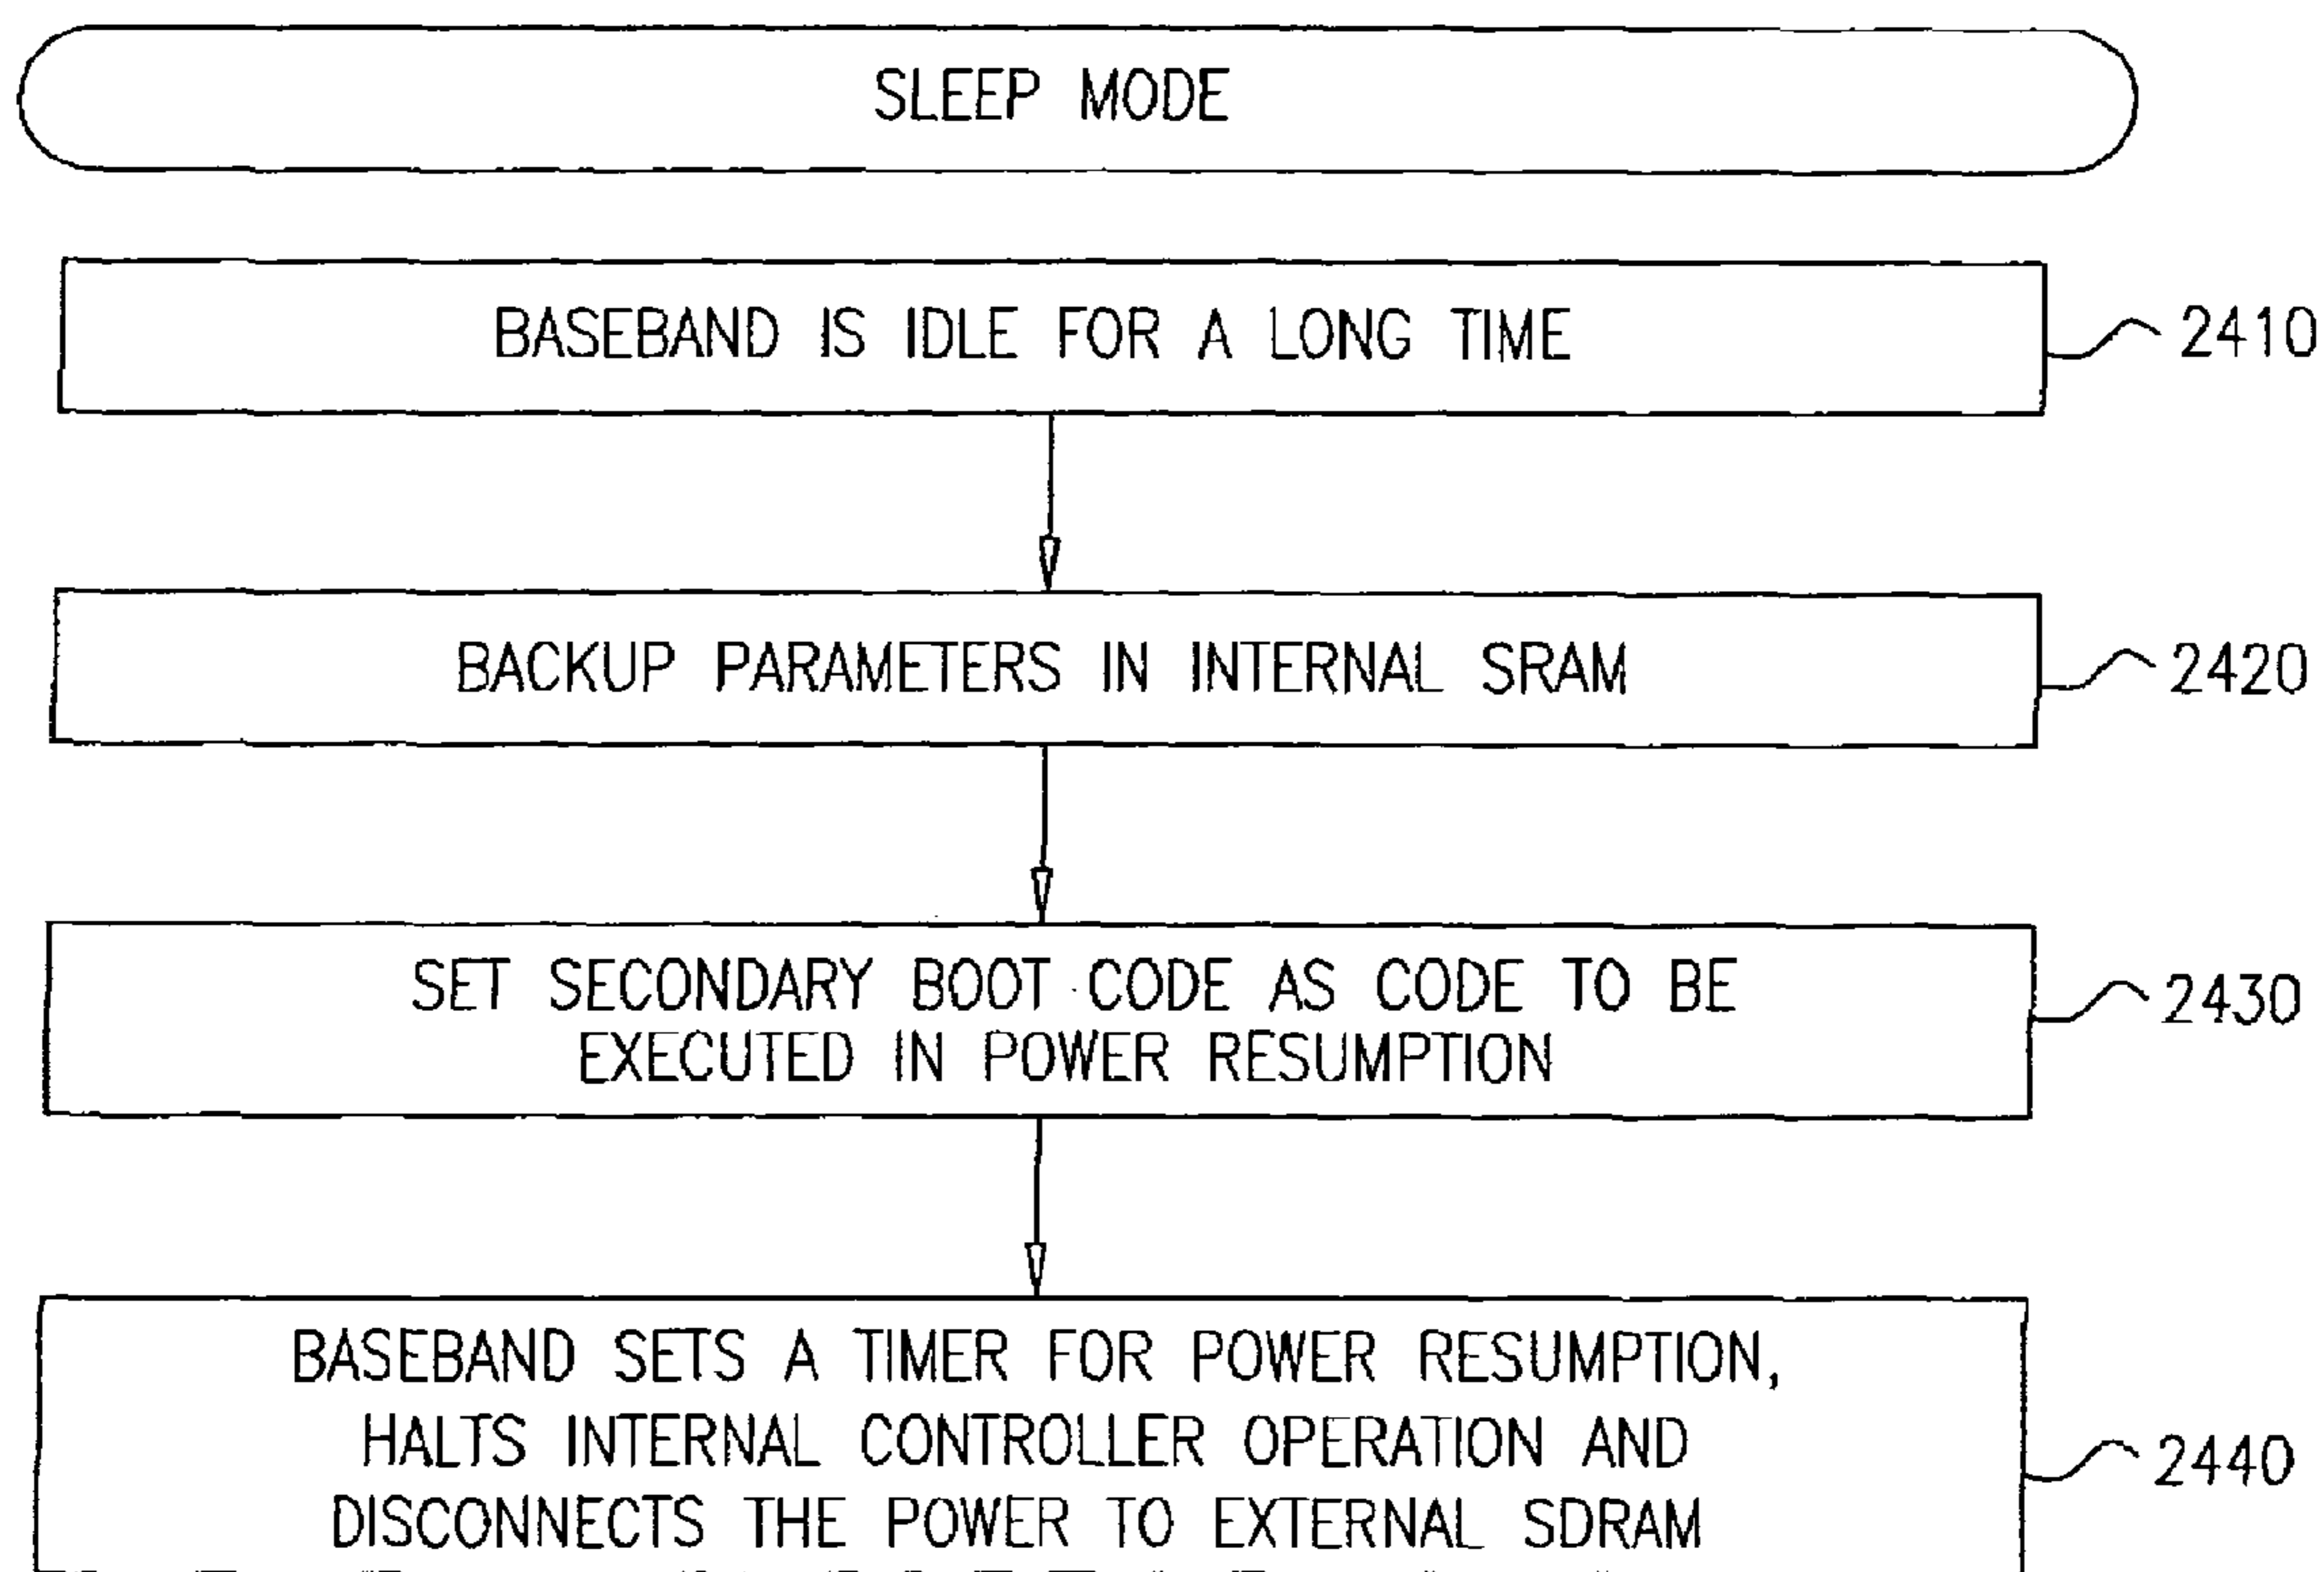 SLEEP MODE
BASEBAND IS IDLE FOR A LONG TIME
2410
BACKUP PARAMETERS IN INTERNAL SRAM
2420
SET SECONDARY BOOT CODE AS CODE TO BE
EXECUTED IN POWER RESUMPTION
2430
BASEBAND SETS A TIMER FOR POWER RESUMPTION,
HALTS INTERNAL CONTROLLER OPERATION AND
DISCONNECTS THE POWER TO EXTERNAL SDRAM
2440